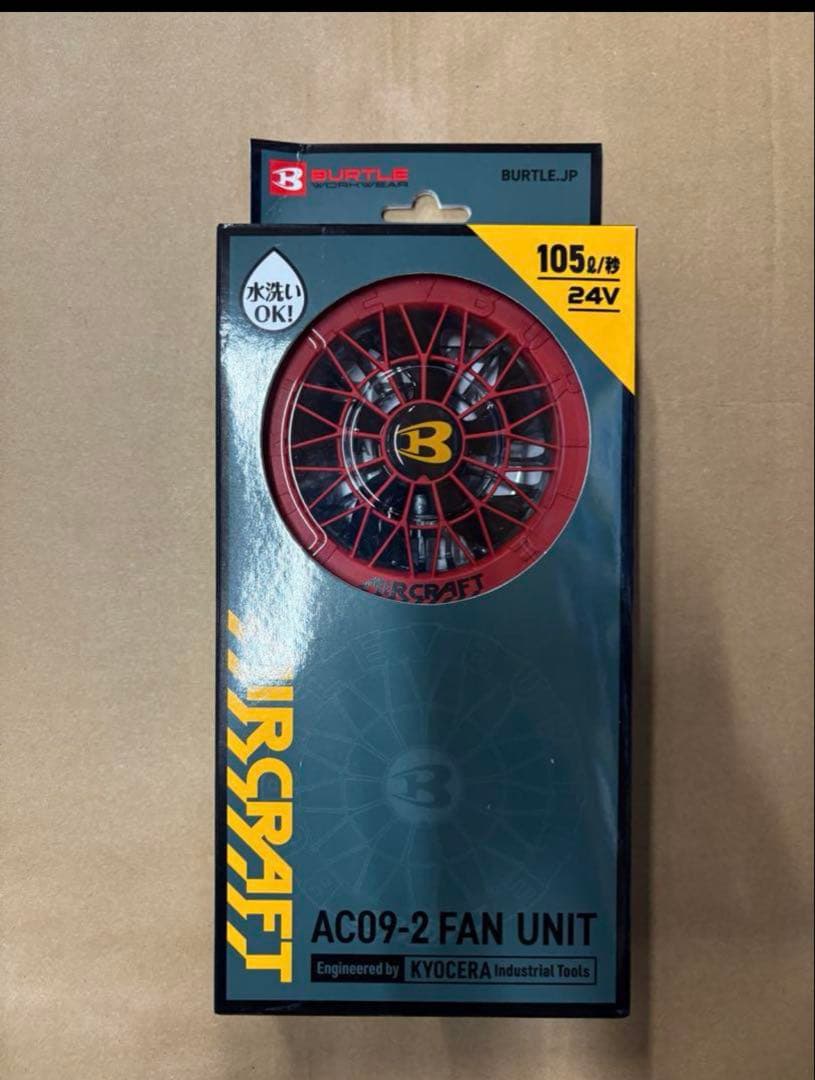 B BURTLE
WORKWEAR
BURTLE.JP
水洗い
OK!
105ℓ/秒
24V
B
AIRCRAFT
AIRCRAFT
B
AC09-2 FAN UNIT
Engineered by KYOCERA Industrial Tools